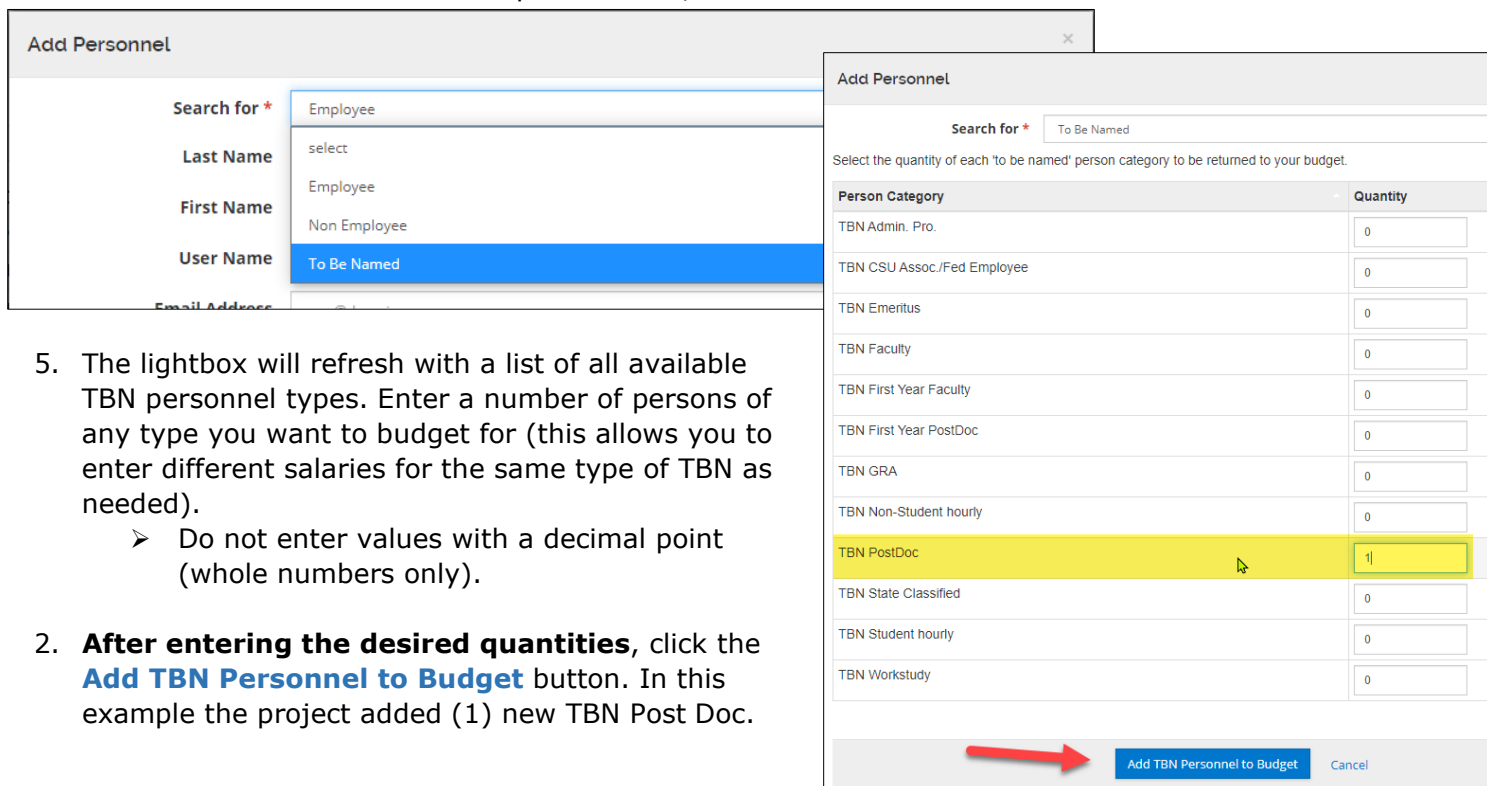 Add Personnel ×
Search for * Employee
select
Last Name
Employee
First Name
Non Employee
User Name To Be Named
Email Address
5. The lightbox will refresh with a list of all available
TBN personnel types. Enter a number of persons of
any type you want to budget for (this allows you to
enter different salaries for the same type of TBN as
needed).
➢ Do not enter values with a decimal point
(whole numbers only).
2. After entering the desired quantities, click the
Add TBN Personnel to Budget button. In this
example the project added (1) new TBN Post Doc.
Add Personnel
Search for * To Be Named
Select the quantity of each 'to be named' person category to be returned to your budget.
Person Category Quantity
TBN Admin. Pro. 0
TBN CSU Assoc./Fed Employee 0
TBN Emeritus 0
TBN Faculty 0
TBN First Year Faculty 0
TBN First Year PostDoc 0
TBN GRA 0
TBN Non-Student hourly 0
TBN PostDoc 1
TBN State Classified 0
TBN Student hourly 0
TBN Workstudy 0
Add TBN Personnel to Budget Cancel